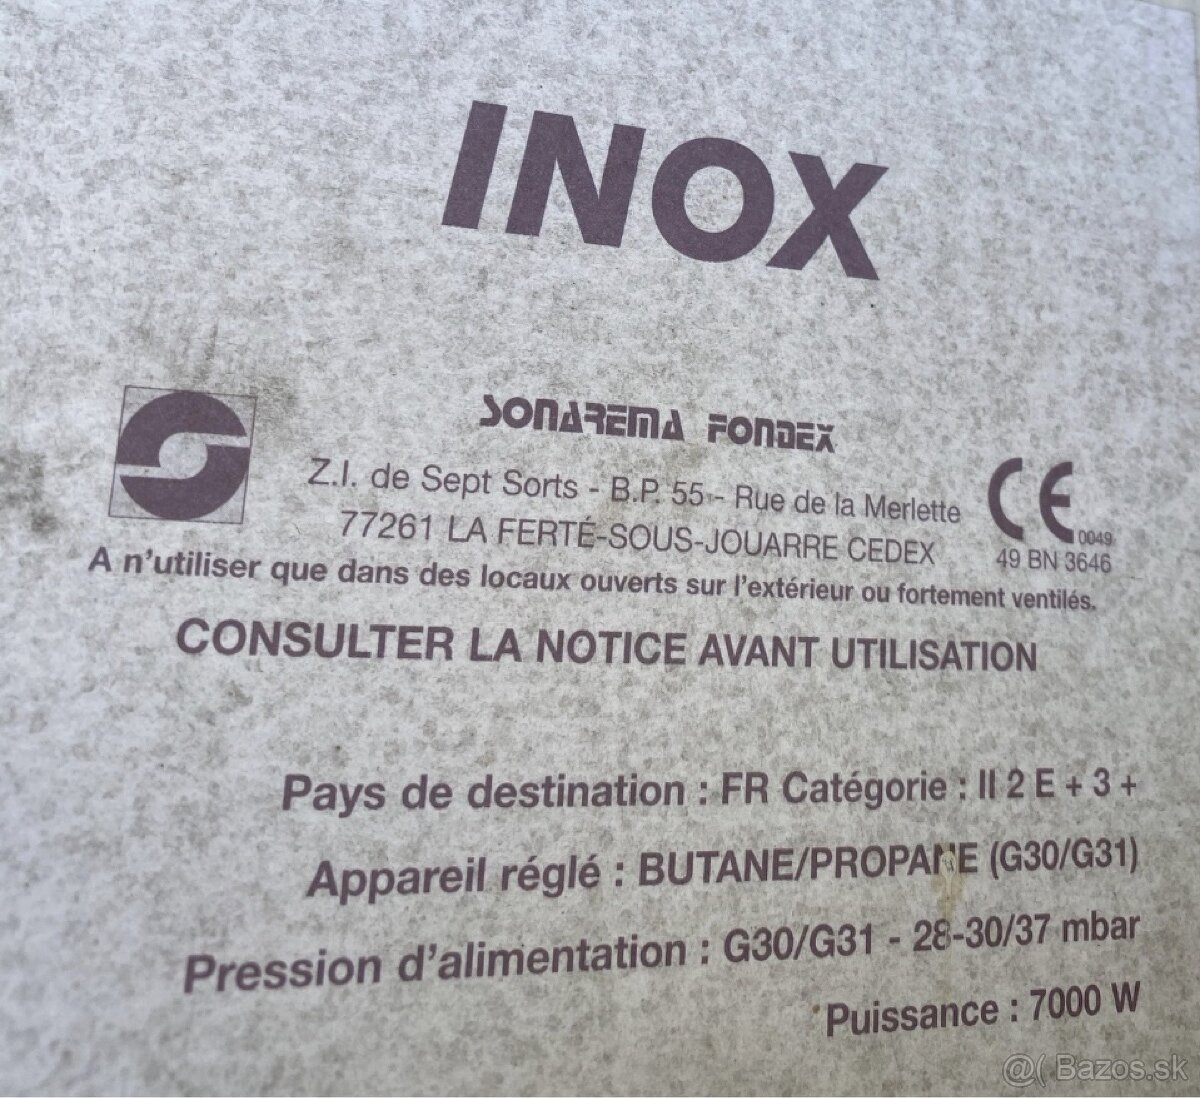 INOX
SONAREMA FONDEX
Z.I. de Sept Sorts - B.P. 55 - Rue de la Merlette
77261 LA FERTÉ-SOUS-JOUARRE CEDEX
CE 0049
49 BN 3646
A n'utiliser que dans des locaux ouverts sur l'extérieur ou fortement ventilés.
CONSULTER LA NOTICE AVANT UTILISATION
Pays de destination : FR Catégorie : II 2 E + 3 +
Appareil réglé : BUTANE/PROPANE (G30/G31)
Pression d'alimentation : G30/G31 - 28-30/37 mbar
Puissance : 7000 W
@( Bazos.sk